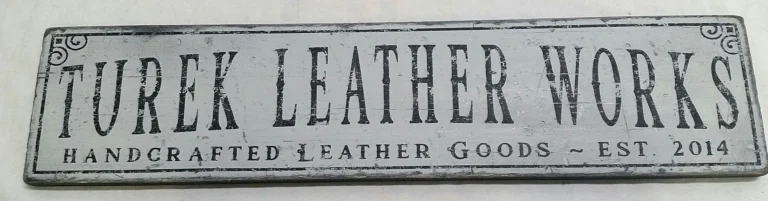 TUREK LEATHER WORKS
HANDCRAFTED LEATHER GOODS ~ EST. 2014